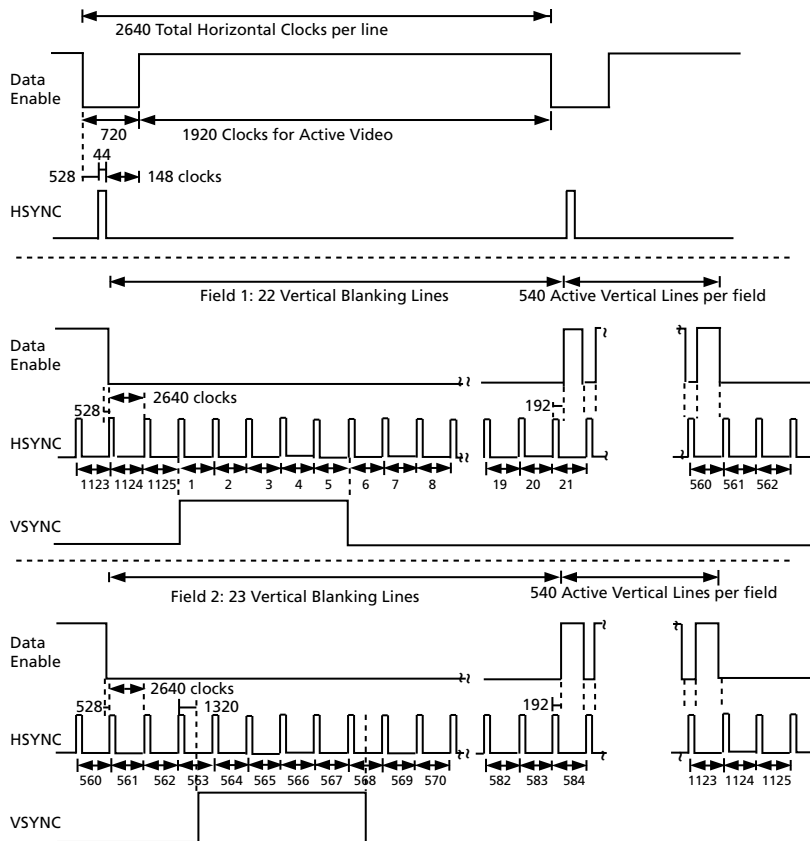 2640 Total Horizontal Clocks per line
Data
Enable
720
1920 Clocks for Active Video
44
528
148 clocks
HSYNC
Field 1: 22 Vertical Blanking Lines
540 Active Vertical Lines per field
Data
Enable
2640 clocks
528
192
HSYNC
1123 1124 1125 1 2 3 4 5 6 7 8 19 20 21 560 561 562
VSYNC
Field 2: 23 Vertical Blanking Lines
540 Active Vertical Lines per field
Data
Enable
2640 clocks
528
1320
192
HSYNC
560 561 562 563 564 565 566 567 568 569 570 582 583 584 1123 1124 1125
VSYNC